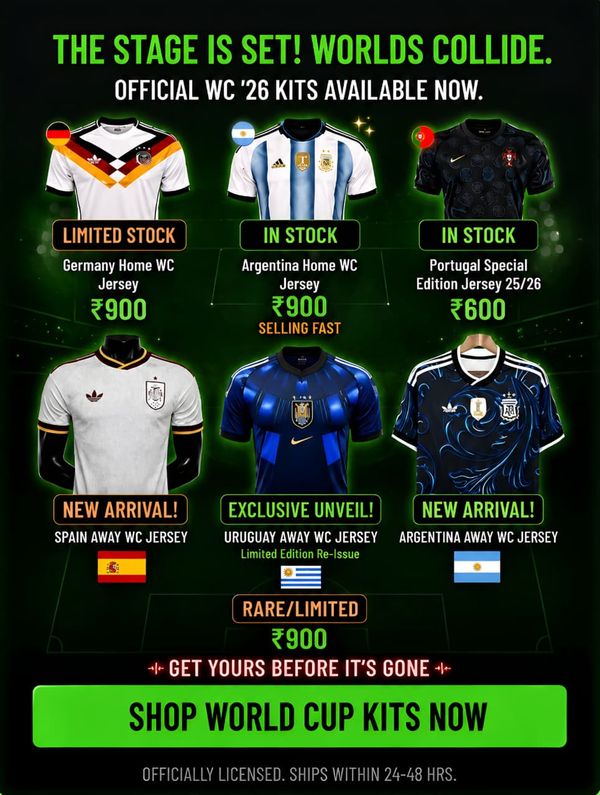 THE STAGE IS SET! WORLDS COLLIDE.
OFFICIAL WC '26 KITS AVAILABLE NOW.
LIMITED STOCK
Germany Home WC
Jersey
₹900
IN STOCK
Argentina Home WC
Jersey
₹900
SELLING FAST
IN STOCK
Portugal Special
Edition Jersey 25/26
₹600
NEW ARRIVAL!
SPAIN AWAY WC JERSEY
EXCLUSIVE UNVEIL!
URUGUAY AWAY WC JERSEY
Limited Edition Re-Issue
NEW ARRIVAL!
ARGENTINA AWAY WC JERSEY
RARE/LIMITED
₹900
GET YOURS BEFORE IT'S GONE
SHOP WORLD CUP KITS NOW
OFFICIALLY LICENSED. SHIPS WITHIN 24-48 HRS.